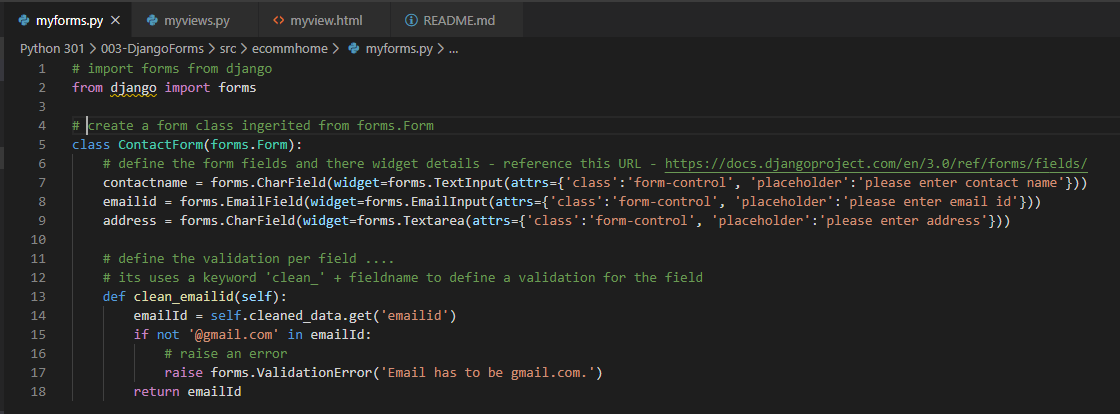 myforms.py × myviews.py <> myview.html README.md
Python 301 > 003-DjangoForms > src > ecommhome > myforms.py > ...
1 # import forms from django
2 from django import forms
3
4 # create a form class ingerited from forms.Form
5 class ContactForm(forms.Form):
6 # define the form fields and there widget details - reference this URL - https://docs.djangoproject.com/en/3.0/ref/forms/fields/
7 contactname = forms.CharField(widget=forms.TextInput(attrs={'class':'form-control', 'placeholder':'please enter contact name'}))
8 emailid = forms.EmailField(widget=forms.EmailInput(attrs={'class':'form-control', 'placeholder':'please enter email id'}))
9 address = forms.CharField(widget=forms.Textarea(attrs={'class':'form-control', 'placeholder':'please enter address'}))
10
11 # define the validation per field ....
12 # its uses a keyword 'clean_' + fieldname to define a validation for the field
13 def clean_emailid(self):
14 emailId = self.cleaned_data.get('emailid')
15 if not '@gmail.com' in emailId:
16 # raise an error
17 raise forms.ValidationError('Email has to be gmail.com.')
18 return emailId